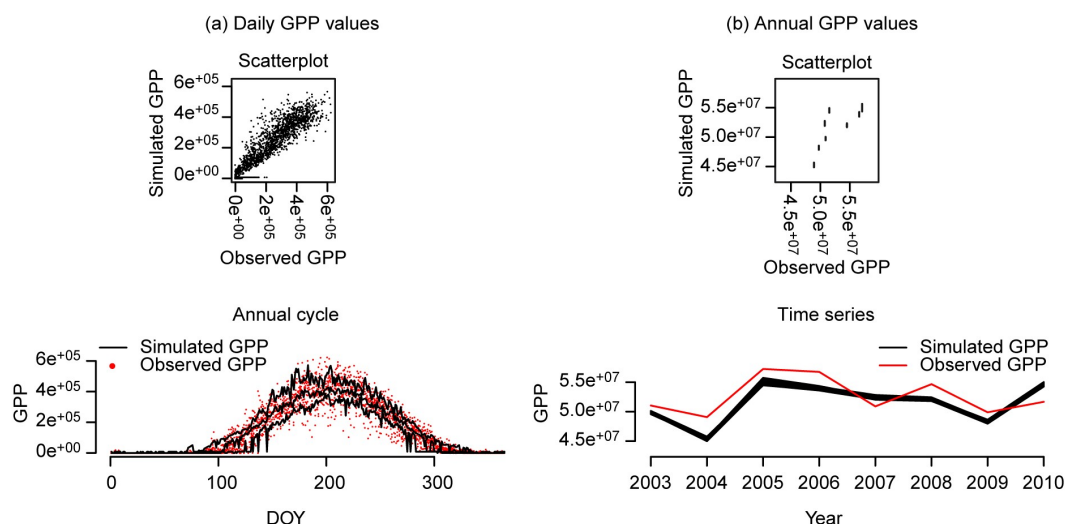 (a) Daily GPP values
Scatterplot
Simulated GPP
6e+05
4e+05
2e+05
0e+00
0e+00
2e+05
4e+05
6e+05
Observed GPP
(b) Annual GPP values
Scatterplot
Simulated GPP
5.5e+07
5.0e+07
4.5e+07
4.5e+07
5.0e+07
5.5e+07
Observed GPP
Annual cycle
Simulated GPP
Observed GPP
GPP
6e+05
4e+05
2e+05
0e+00
0 100 200 300
DOY
Time series
Simulated GPP
Observed GPP
GPP
5.5e+07
5.0e+07
4.5e+07
2003 2004 2005 2006 2007 2008 2009 2010
Year